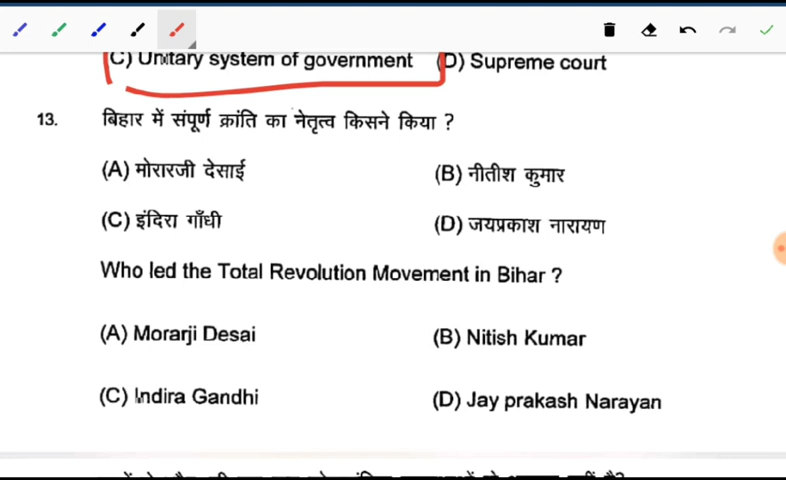 (C) Unitary system of government (D) Supreme court
13. बिहार में संपूर्ण क्रांति का नेतृत्व किसने किया ?
(A) मोरारजी देसाई (B) नीतीश कुमार
(C) इंदिरा गाँधी (D) जयप्रकाश नारायण
Who led the Total Revolution Movement in Bihar ?
(A) Morarji Desai (B) Nitish Kumar
(C) Indira Gandhi (D) Jay prakash Narayan